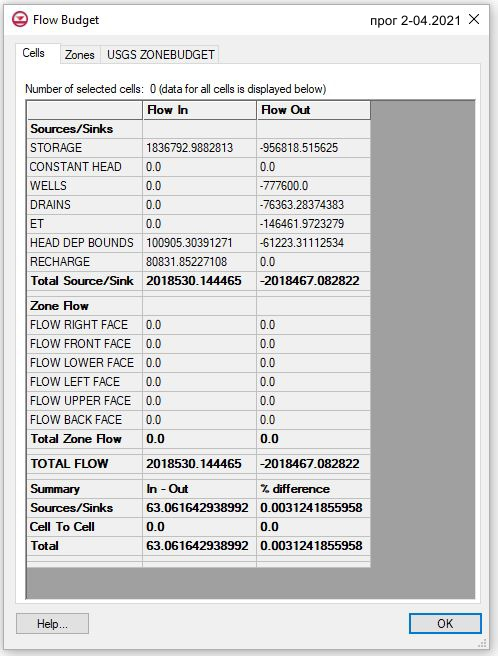 Flow Budget прог 2-04.2021
Cells Zones USGS ZONEBUDGET
Number of selected cells: 0 (data for all cells is displayed below)
Flow In Flow Out
Sources/Sinks
STORAGE 1836792.9882813 -956818.515625
CONSTANT HEAD 0.0 0.0
WELLS 0.0 -777600.0
DRAINS 0.0 -76363.28374383
ET 0.0 -146461.9723279
HEAD DEP BOUNDS 100905.30391271 -61223.31112534
RECHARGE 80831.85227108 0.0
Total Source/Sink 2018530.144465 -2018467.082822
Zone Flow
FLOW RIGHT FACE 0.0 0.0
FLOW FRONT FACE 0.0 0.0
FLOW LOWER FACE 0.0 0.0
FLOW LEFT FACE 0.0 0.0
FLOW UPPER FACE 0.0 0.0
FLOW BACK FACE 0.0 0.0
Total Zone Flow 0.0 0.0
TOTAL FLOW 2018530.144465 -2018467.082822
Summary In - Out % difference
Sources/Sinks 63.061642938992 0.0031241855958
Cell To Cell 0.0 0.0
Total 63.061642938992 0.0031241855958
Help... OK